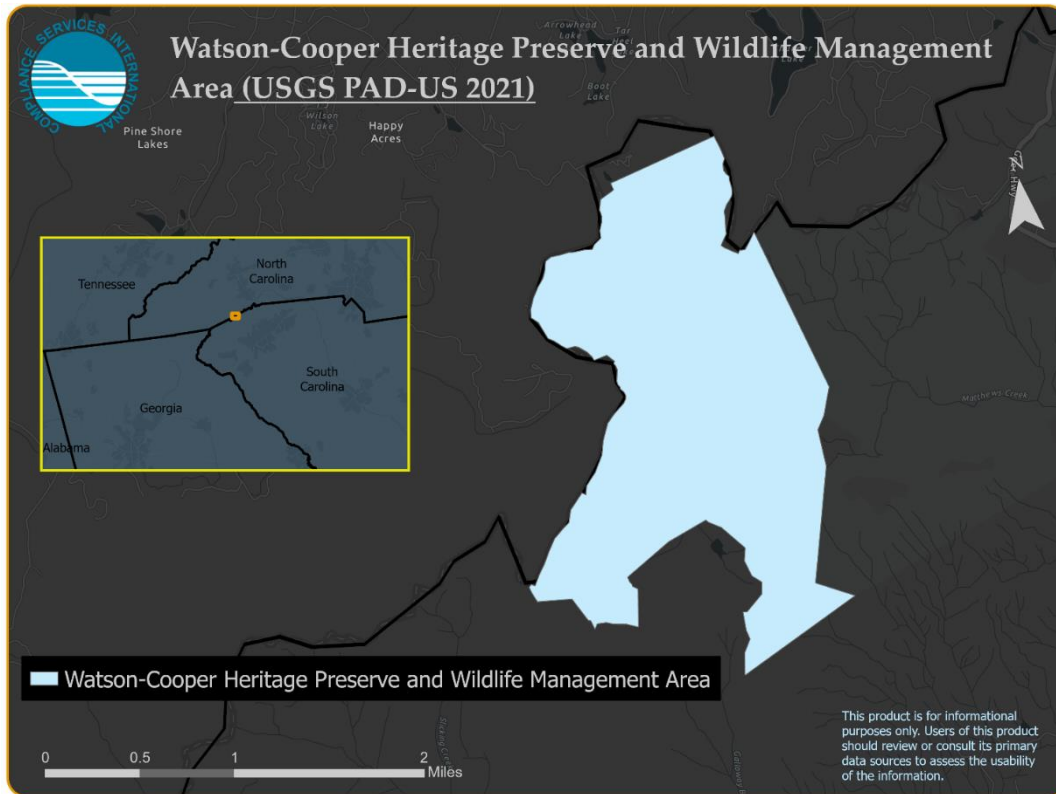 COMPLIANCE SERVICES INTERNATIONAL
Watson-Cooper Heritage Preserve and Wildlife Management
Area (USGS PAD-US 2021)
Arrowhead
Lake
Tar
Heel
Boot
Lake
Wilson
Lake
Pine Shore
Lakes
Happy
Acres
Hwy
N
Tennessee
North
Carolina
South
Carolina
Georgia
Alabama
Matthews Creek
Watson-Cooper Heritage Preserve and Wildlife Management Area
0
0.5
1
2
Miles
This product is for informational
purposes only. Users of this product
should review or consult its primary
data sources to assess the usability
of the information.